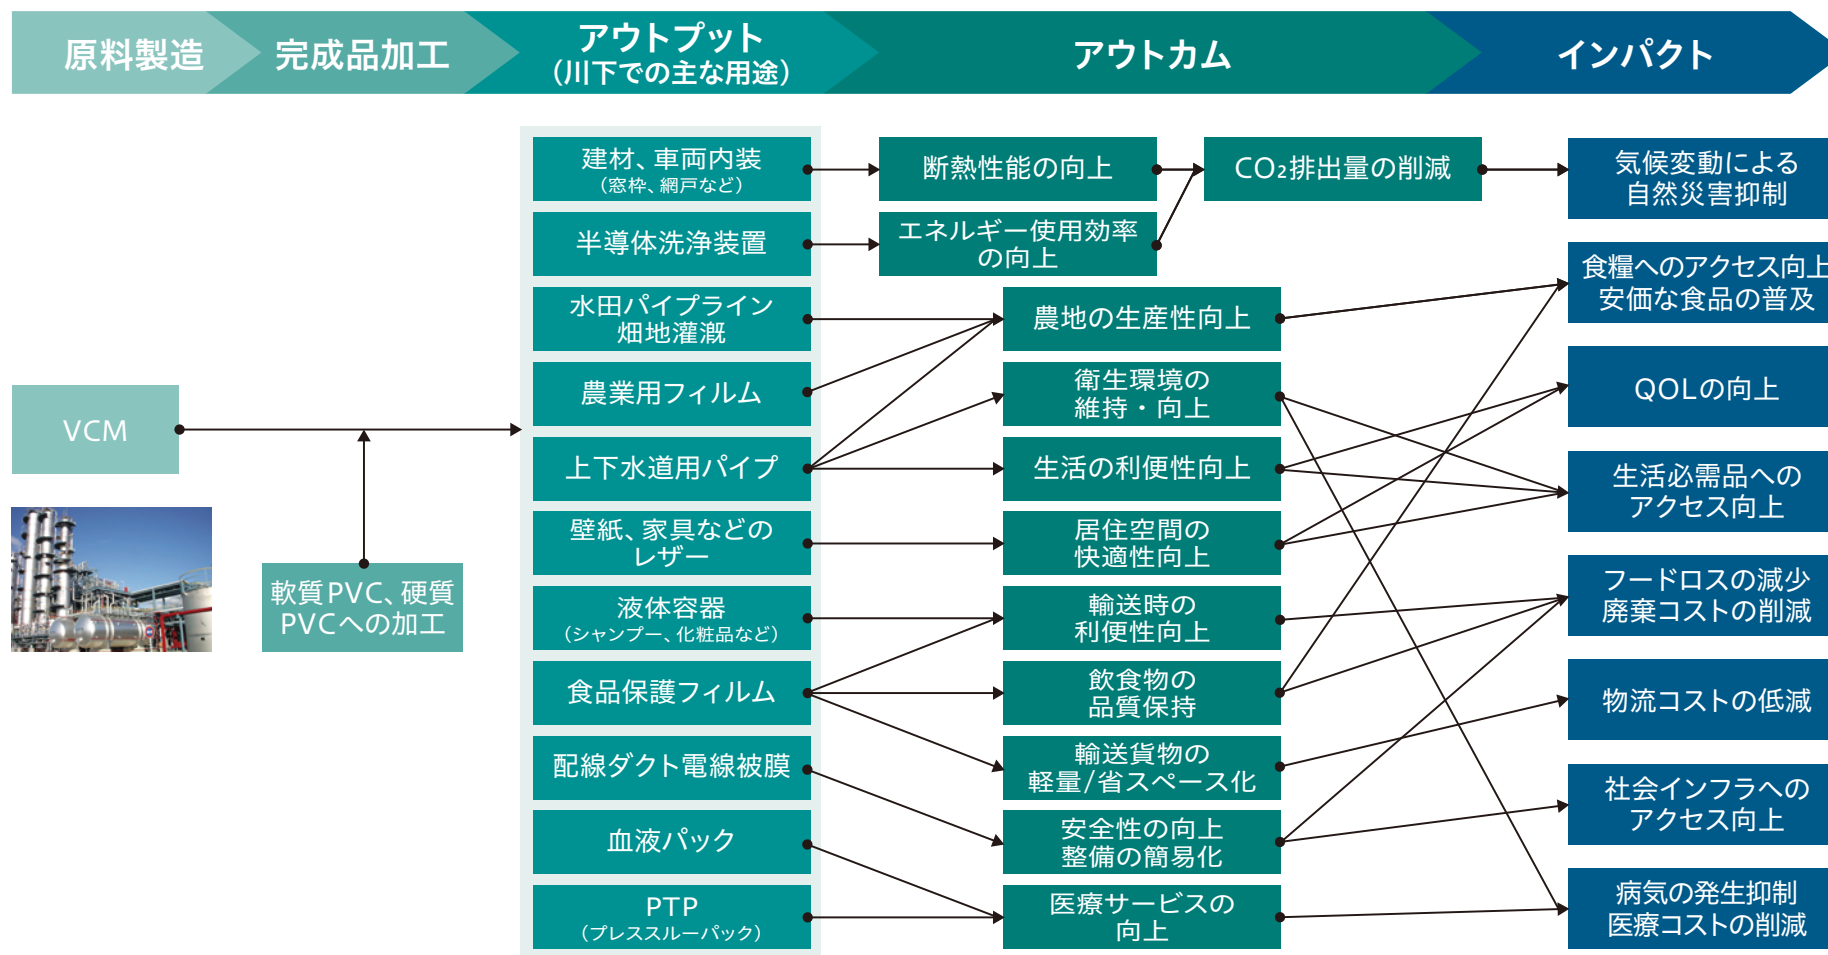 原料製造
完成品加工
アウトプット
（川下での主な用途）
アウトカム
インパクト
VCM
軟質PVC、硬質
PVCへの加工
建材、車両内装
（窓枠、網戸など）
半導体洗浄装置
水田パイプライン
畑地灌漑
農業用フィルム
上下水道用パイプ
壁紙、家具などの
レザー
液体容器
（シャンプー、化粧品など）
食品保護フィルム
配線ダクト電線被膜
血液パック
PTP
（プレススルーパック）
断熱性能の向上
エネルギー使用効率
の向上
CO₂排出量の削減
農地の生産性向上
衛生環境の
維持・向上
生活の利便性向上
居住空間の
快適性向上
輸送時の
利便性向上
飲食物の
品質保持
輸送貨物の
軽量/省スペース化
安全性の向上
整備の簡易化
医療サービスの
向上
気候変動による
自然災害抑制
食糧へのアクセス向上
安価な食品の普及
QOLの向上
生活必需品への
アクセス向上
フードロスの減少
廃棄コストの削減
物流コストの低減
社会インフラへの
アクセス向上
病気の発生抑制
医療コストの削減